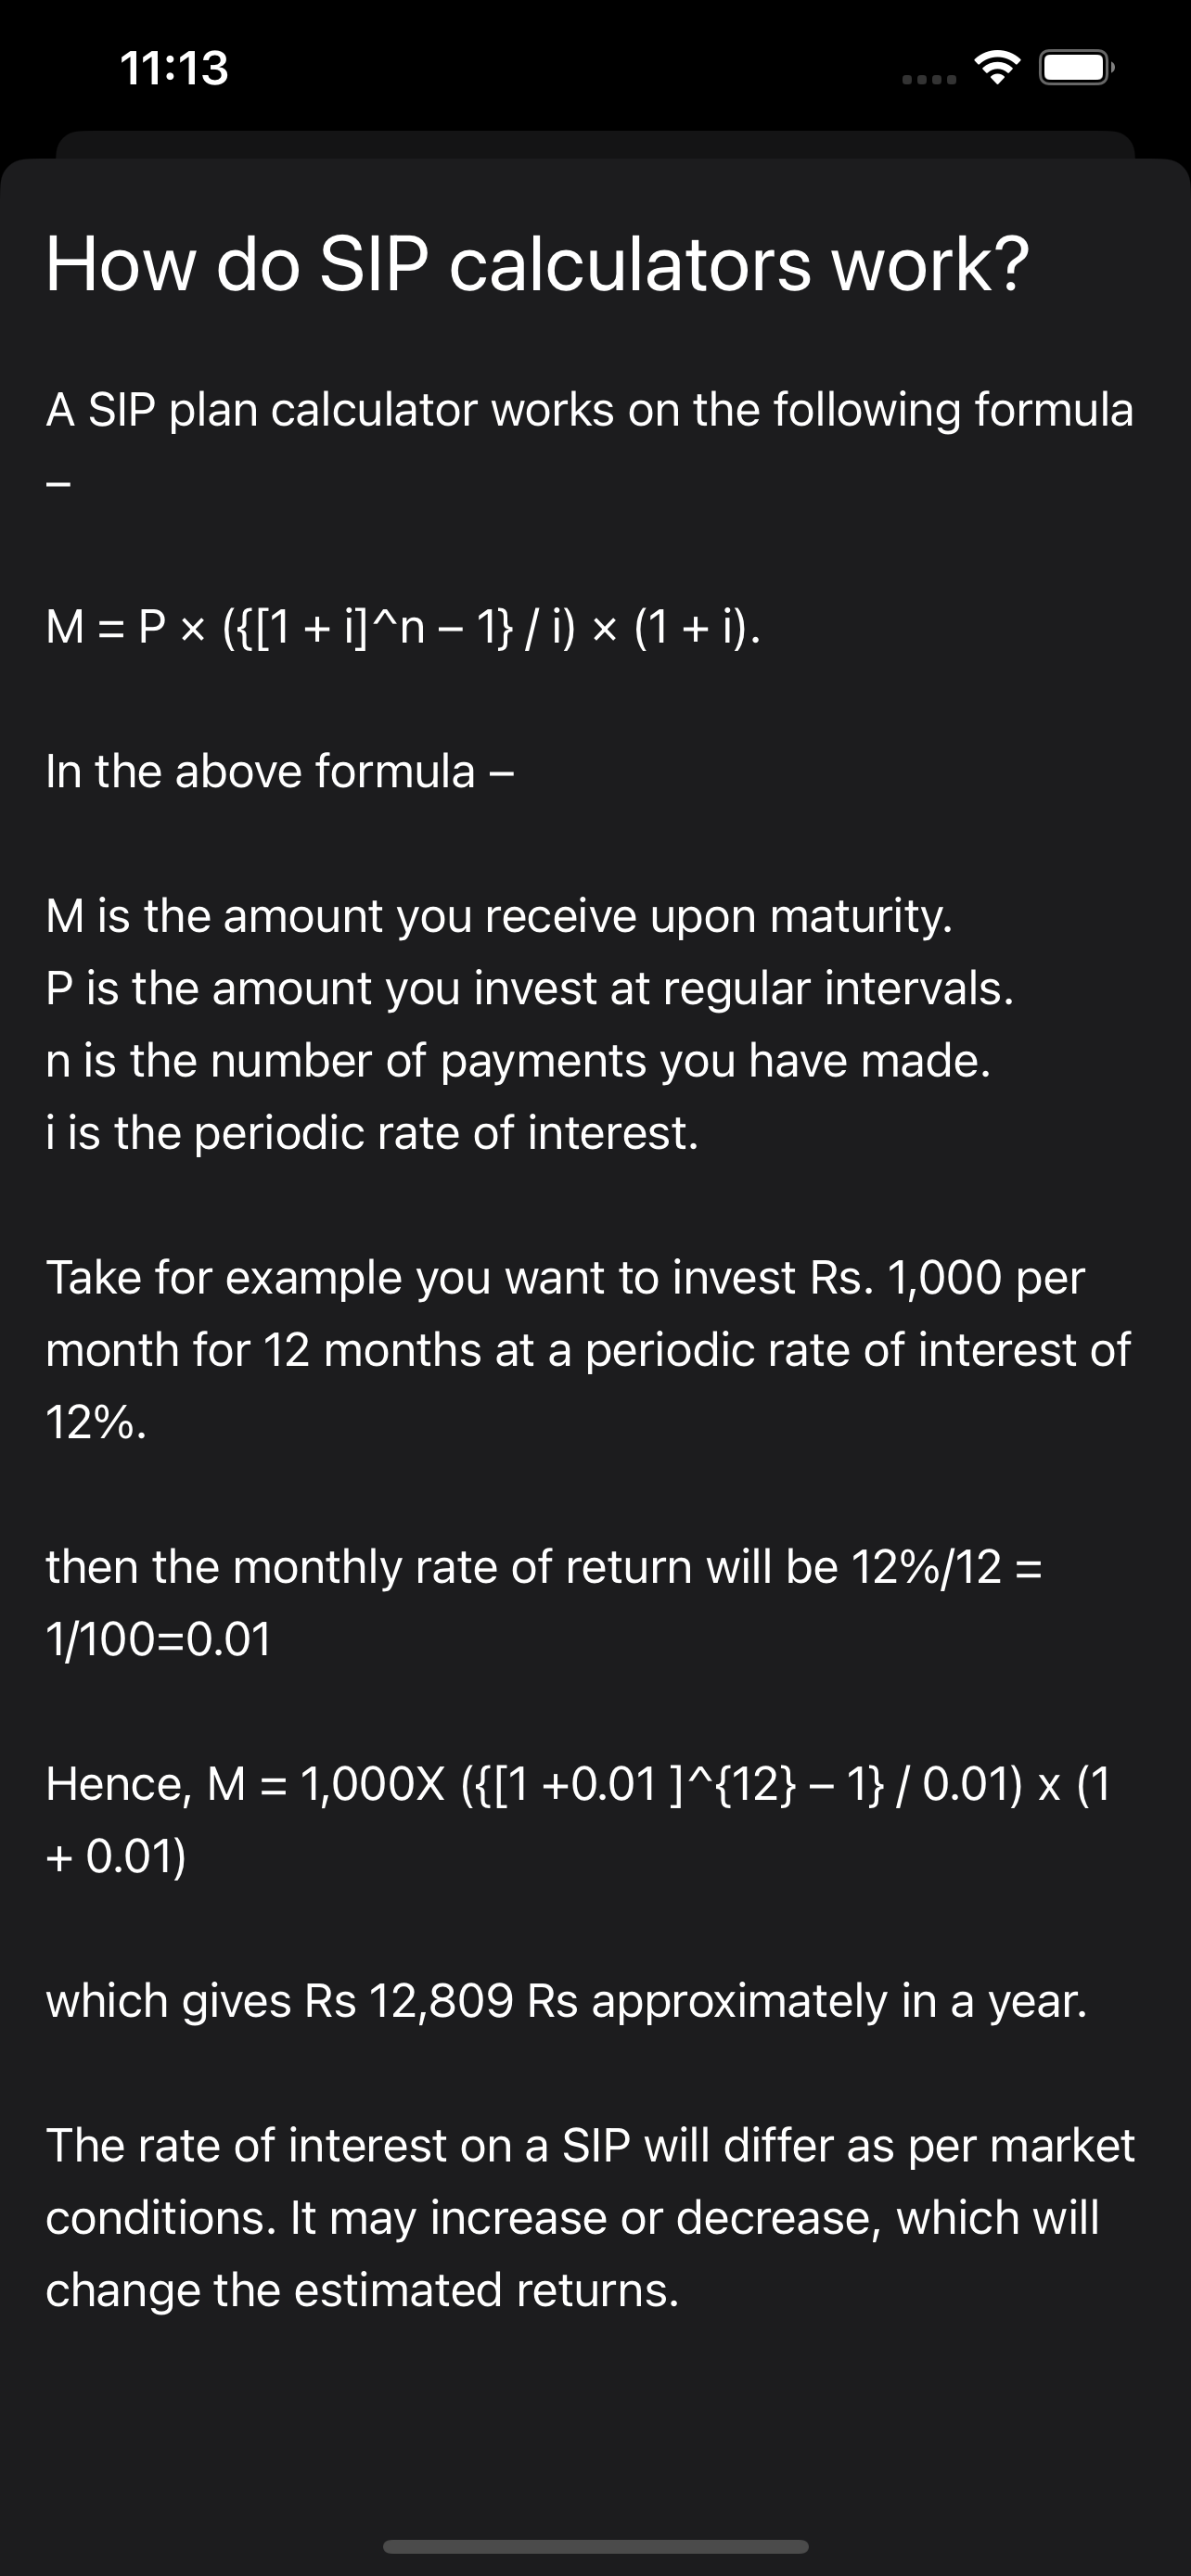 11:13
How do SIP calculators work?
A SIP plan calculator works on the following formula
–
M = P × ({[1 + i]^n – 1} / i) × (1 + i).
In the above formula –
M is the amount you receive upon maturity.
P is the amount you invest at regular intervals.
n is the number of payments you have made.
i is the periodic rate of interest.
Take for example you want to invest Rs. 1,000 per
month for 12 months at a periodic rate of interest of
12%.
then the monthly rate of return will be 12%/12 =
1/100=0.01
Hence, M = 1,000X ({[1 +0.01 ]^{12} – 1} / 0.01) x (1
+ 0.01)
which gives Rs 12,809 Rs approximately in a year.
The rate of interest on a SIP will differ as per market
conditions. It may increase or decrease, which will
change the estimated returns.